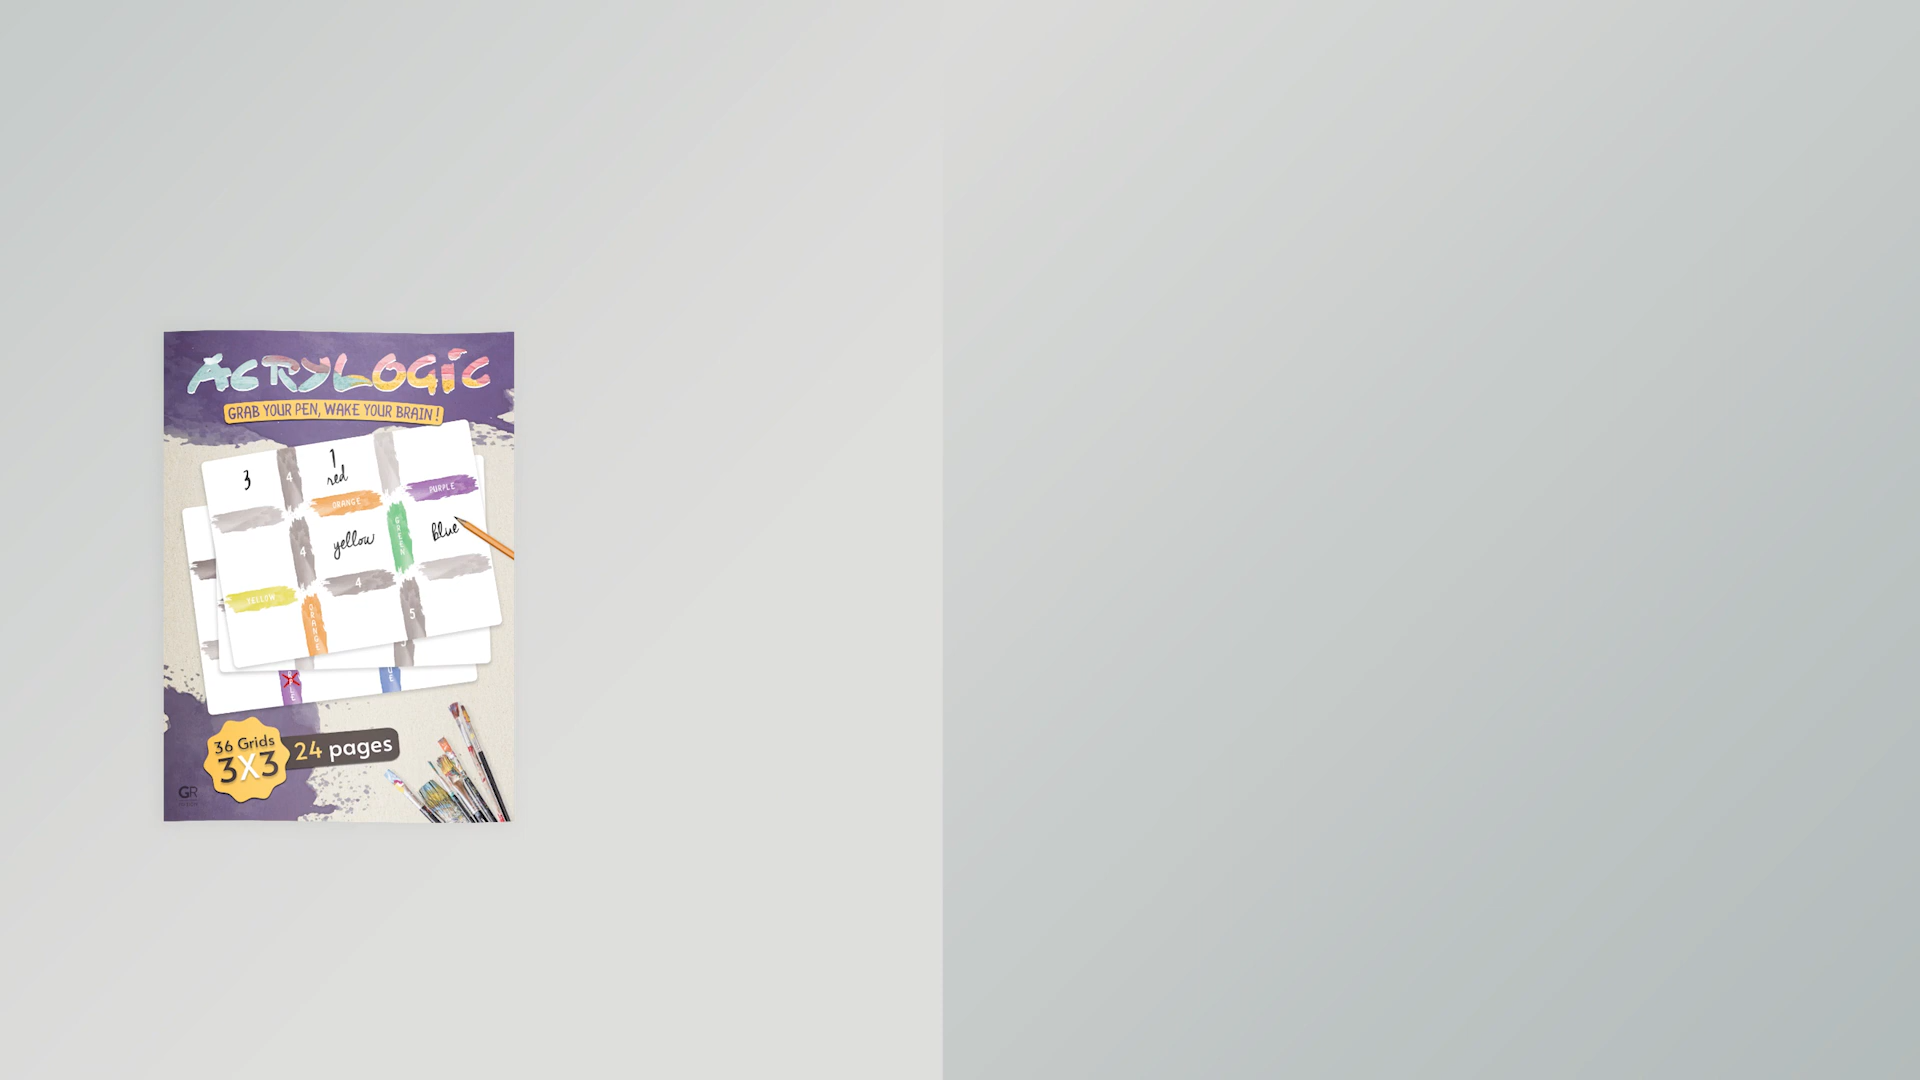 ACRYLOGIC
GRAB YOUR PEN, WAKE YOUR BRAIN !
3
4
1
red
ORANGE
PURPLE
4
yellow
GREEN
blue
YELLOW
4
ORANGE
5
36 Grids
3X3
24 pages
GR